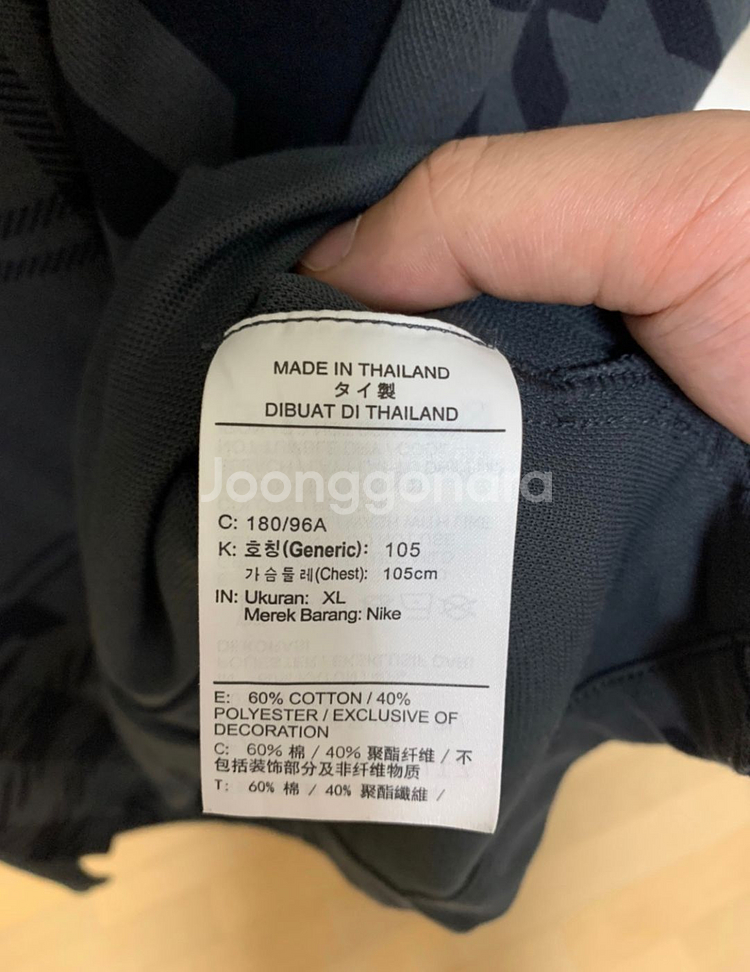 MADE IN THAILAND
タイ製
DIBUAT DI THAILAND
Joonggonara
C: 180/96A
K: 호칭(Generic): 105
가슴둘레(Chest): 105cm
IN: Ukuran: XL
Merek Barang: Nike
E: 60% COTTON / 40%
POLYESTER / EXCLUSIVE OF
DECORATION
C: 60% 棉 / 40% 聚酯纤维 / 不
包括装饰部分及非纤维物质
T: 60% 棉 / 40% 聚酯纖維 /